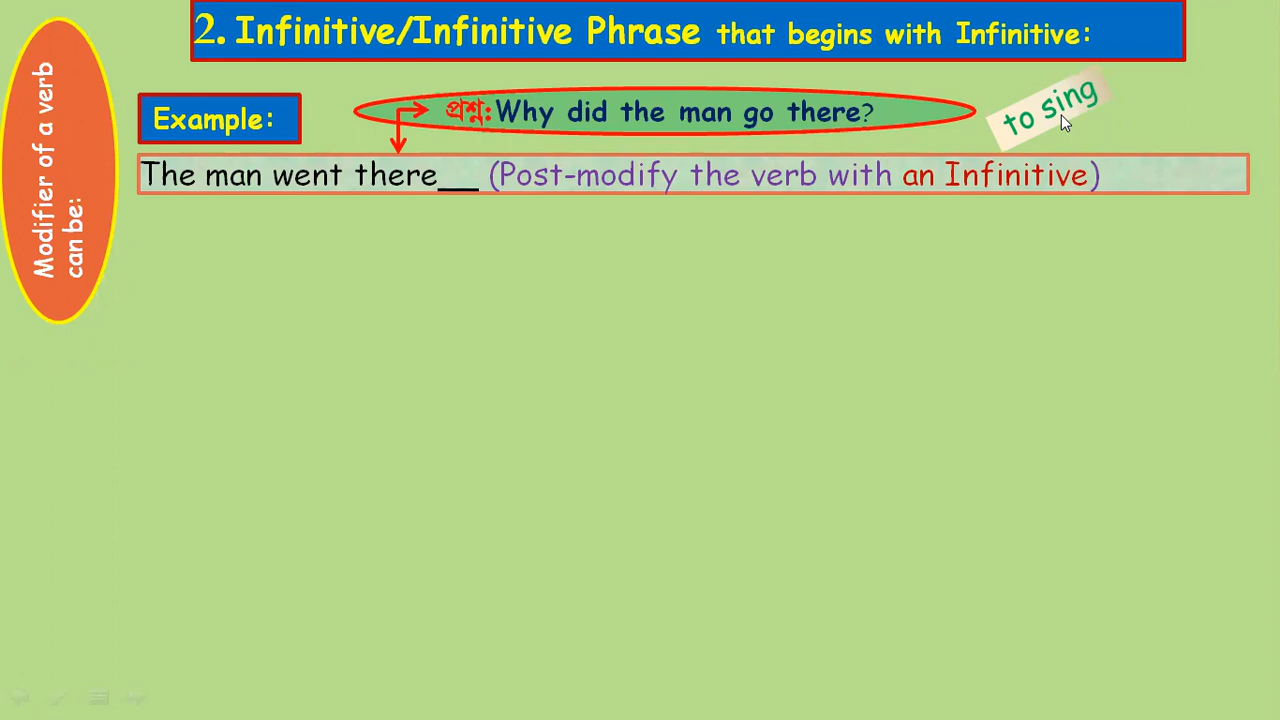 2. Infinitive/Infinitive Phrase that begins with Infinitive:
Modifier of a verb
can be:
Example:
প্রশ্ন: Why did the man go there?
to sing
The man went there__ (Post-modify the verb with an Infinitive)